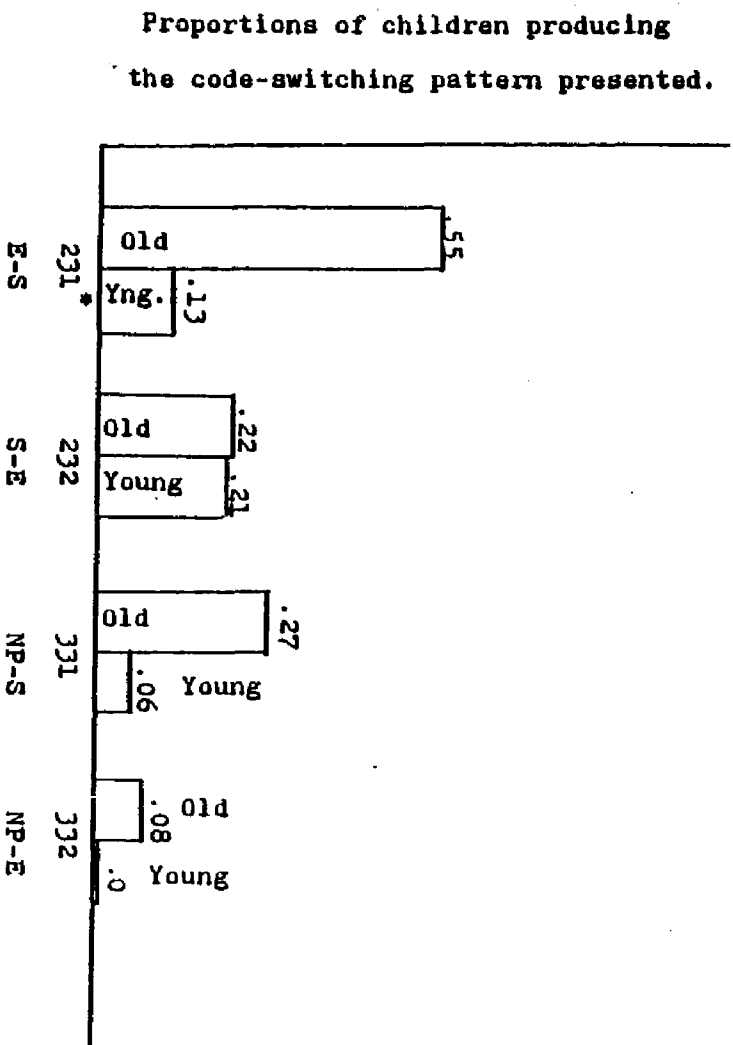 Proportions of children producing
the code-switching pattern presented.
.55
Old
Yng.
.13
231
*
E-S
Old
.22
Young
.21
232
S-E
Old
.27
.06
Young
331
NP-S
Old
.08
.0
Young
332
NP-E